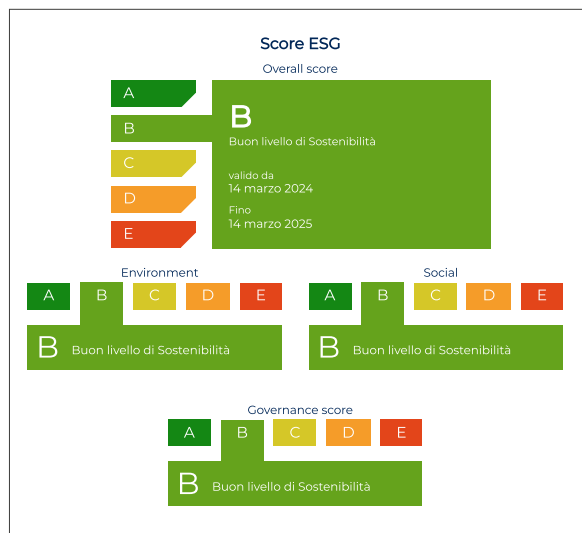 Score ESG
Overall score
A
B
C
D
E
B
Buon livello di Sostenibilità
valido da
14 marzo 2024
Fino
14 marzo 2025
Environment
A B C D E
B Buon livello di Sostenibilità
Social
A B C D E
B Buon livello di Sostenibilità
Governance score
A B C D E
B Buon livello di Sostenibilità